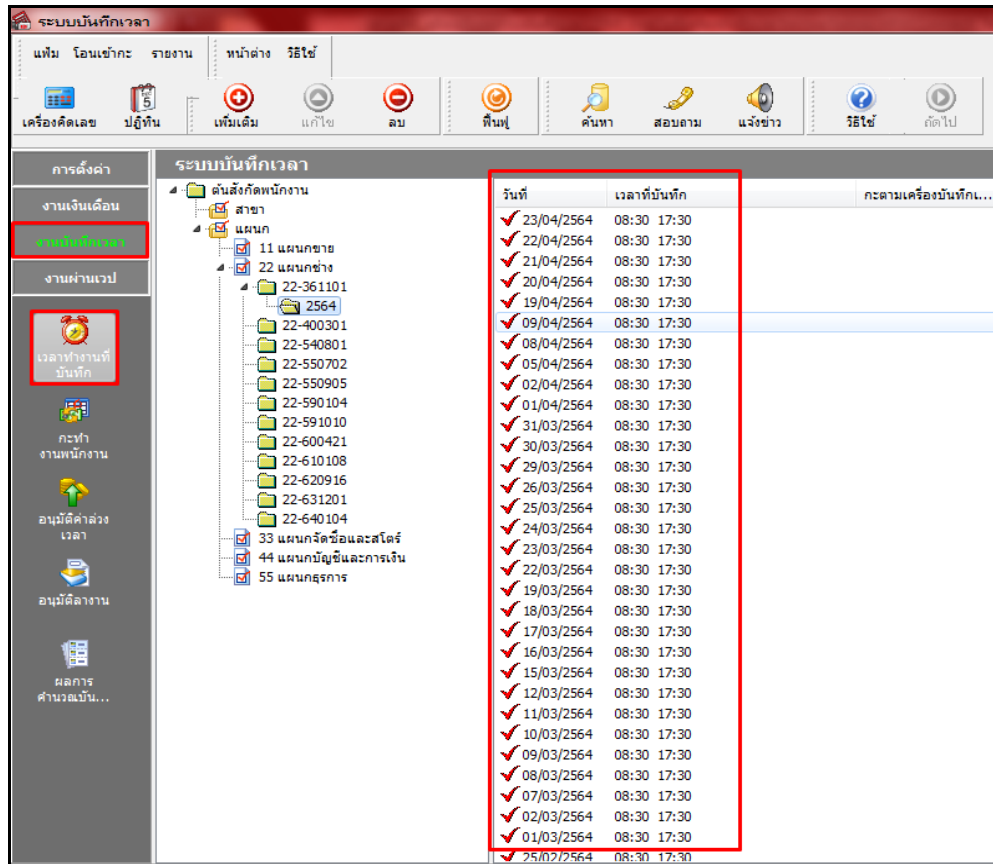 ระบบบันทึกเวลา
แฟ้ม โอนเข้ากะ รายงาน หน้าต่าง วิธีใช้
เครื่องคิดเลข ปฏิทิน เพิ่มเติม แก้ไข ลบ ฟื้นฟู ค้นหา สอบถาม แจ้งข่าว วิธีใช้ ถัดไป
การตั้งค่า
งานเงินเดือน
งานบันทึกเวลา
งานผ่านเวป
เวลาทำงานที่
บันทึก
กะทำ
งานพนักงาน
อนุมัติค่าล่วง
เวลา
อนุมัติลางาน
ผลการ
คำนวณบัน...
ระบบบันทึกเวลา
ต้นสังกัดพนักงาน
สาขา
แผนก
11 แผนกขาย
22 แผนกช่าง
22-361101
2564
22-400301
22-540801
22-550702
22-550905
22-590104
22-591010
22-600421
22-610108
22-620916
22-631201
22-640104
33 แผนกจัดซื้อและสโตร์
44 แผนกบัญชีและการเงิน
55 แผนกธุรการ
วันที่ เวลาที่บันทึก กะตามเครื่องบันทึกเ...
23/04/2564 08:30 17:30
22/04/2564 08:30 17:30
21/04/2564 08:30 17:30
20/04/2564 08:30 17:30
19/04/2564 08:30 17:30
09/04/2564 08:30 17:30
08/04/2564 08:30 17:30
05/04/2564 08:30 17:30
02/04/2564 08:30 17:30
01/04/2564 08:30 17:30
31/03/2564 08:30 17:30
30/03/2564 08:30 17:30
29/03/2564 08:30 17:30
26/03/2564 08:30 17:30
25/03/2564 08:30 17:30
24/03/2564 08:30 17:30
23/03/2564 08:30 17:30
22/03/2564 08:30 17:30
19/03/2564 08:30 17:30
18/03/2564 08:30 17:30
17/03/2564 08:30 17:30
16/03/2564 08:30 17:30
15/03/2564 08:30 17:30
12/03/2564 08:30 17:30
11/03/2564 08:30 17:30
10/03/2564 08:30 17:30
09/03/2564 08:30 17:30
08/03/2564 08:30 17:30
07/03/2564 08:30 17:30
02/03/2564 08:30 17:30
01/03/2564 08:30 17:30
25/02/2564 08:30 17:30